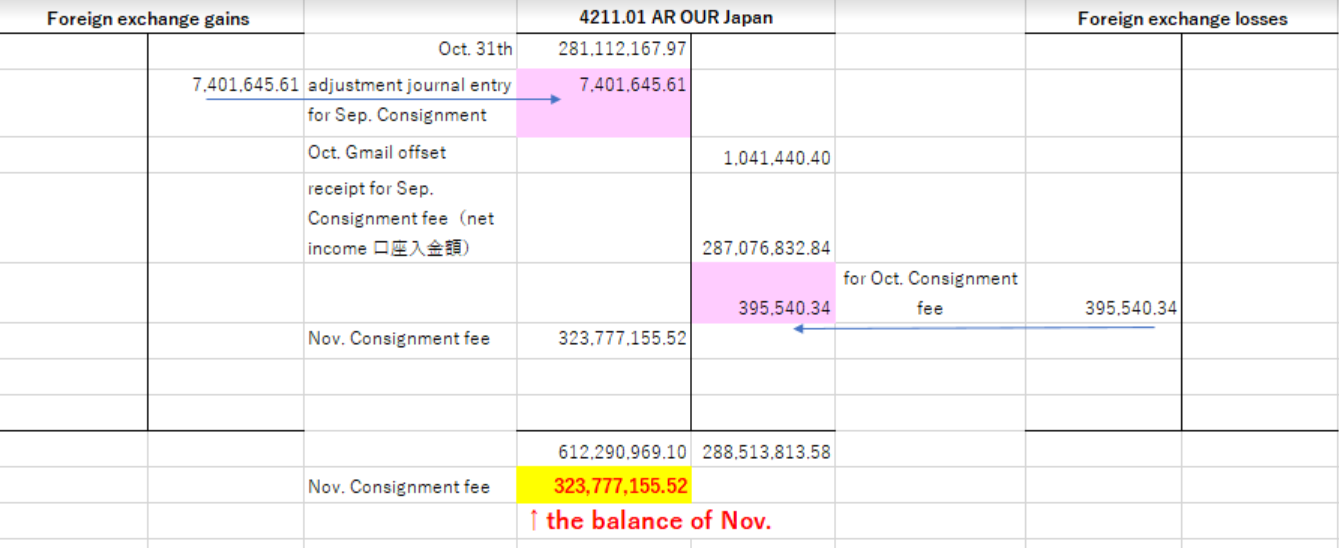 Foreign exchange gains 4211.01 AR OUR Japan Foreign exchange losses
Oct. 31th 281,112,167.97
7,401,645.61 adjustment journal entry 7,401,645.61
for Sep. Consignment
Oct. Gmail offset 1,041,440.40
receipt for Sep.
Consignment fee（net
income 口座入金額） 287,076,832.84
for Oct. Consignment
395,540.34 fee 395,540.34
Nov. Consignment fee 323,777,155.52
612,290,969.10 288,513,813.58
Nov. Consignment fee 323,777,155.52
↑ the balance of Nov.